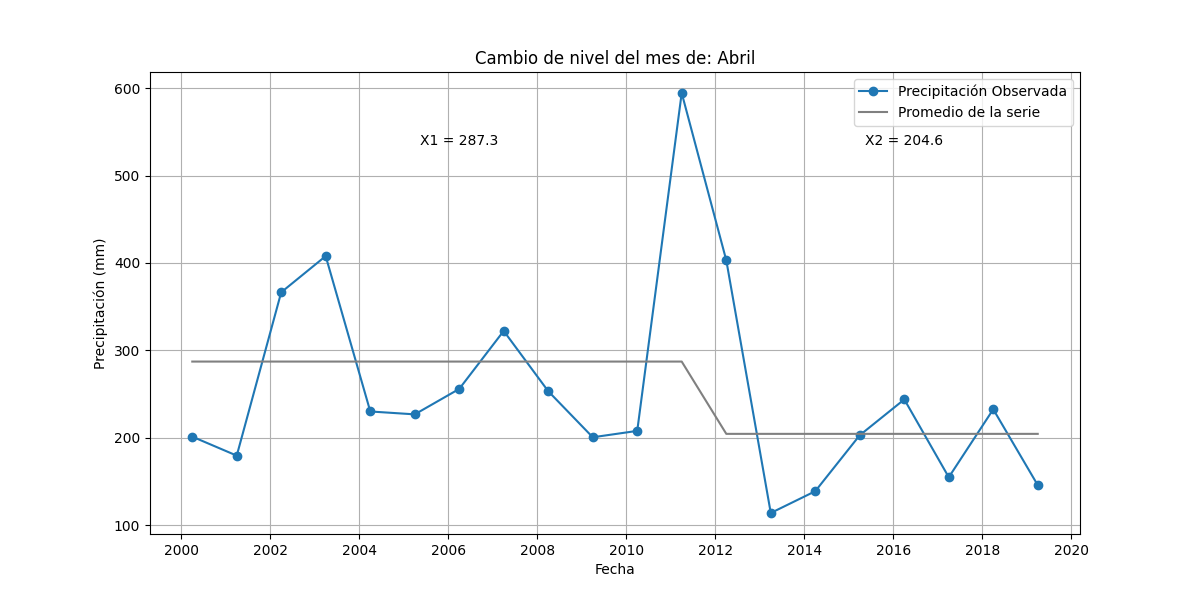 Cambio de nivel del mes de: Abril
Precipitación Observada
Promedio de la serie
X1 = 287.3
X2 = 204.6
Precipitación (mm)
600
500
400
300
200
100
2000 2002 2004 2006 2008 2010 2012 2014 2016 2018 2020
Fecha